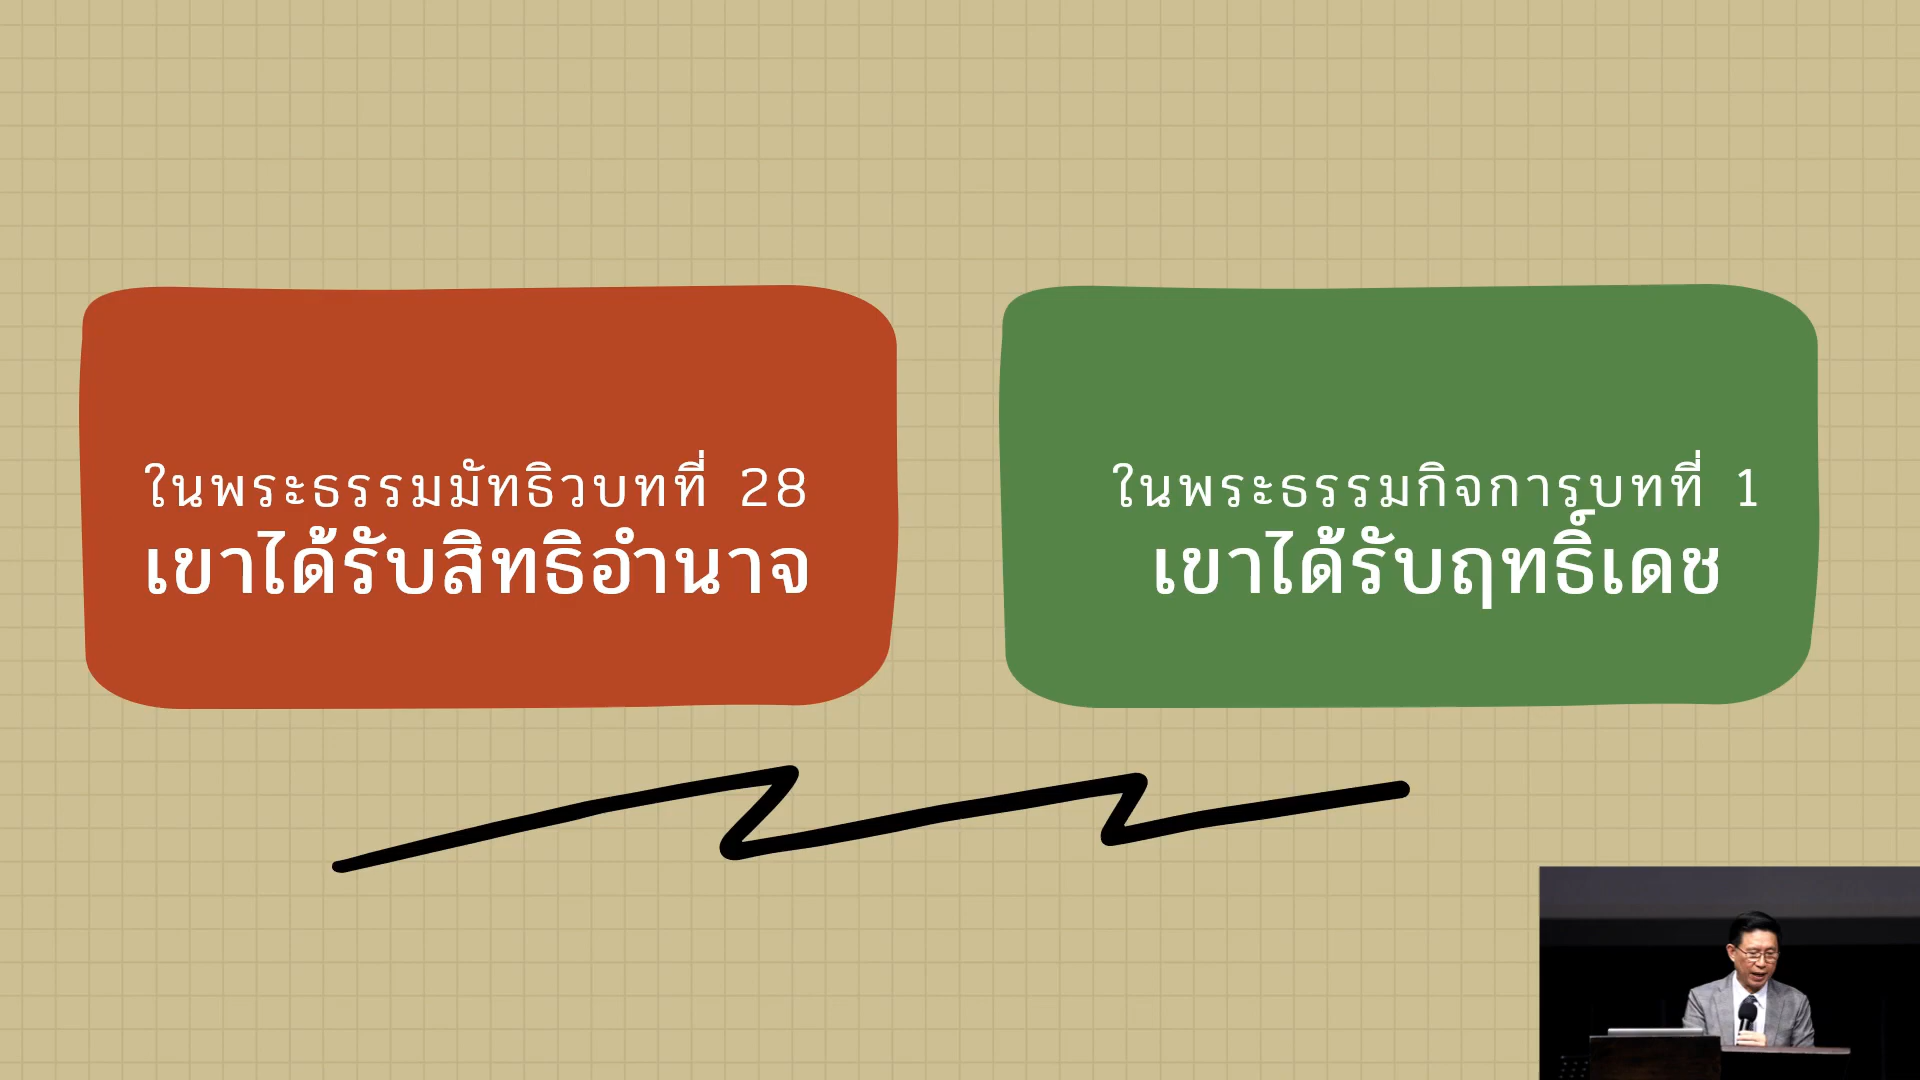 ในพระธรรมมัทธิวบทที่ 28
เขาได้รับสิทธิอำนาจ
ในพระธรรมกิจการบทที่ 1
เขาได้รับฤทธิ์เดช